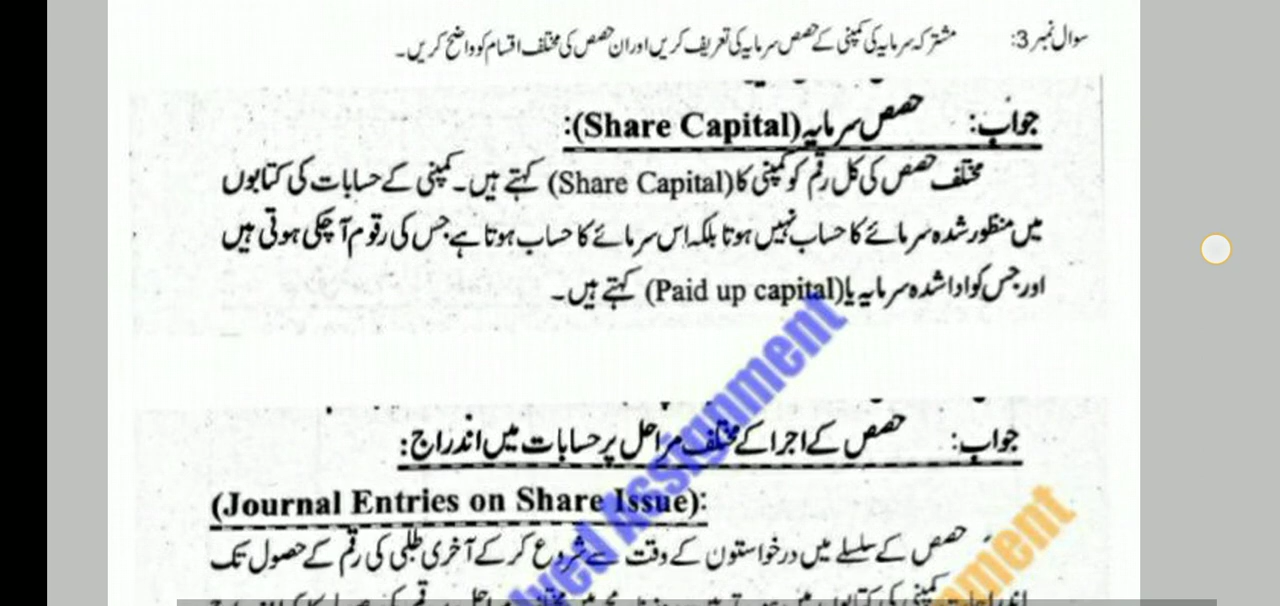 سوال نمبر 3: مشترکہ سرمایہ کی کمپنی کے حصص سرمایہ کی تعریف کریں اور ان حصص کی مختلف اقسام کو واضح کریں۔
جواب: حصص سرمایہ (Share Capital):
مختلف حصص کی کل رقم کو کمپنی کا (Share Capital) کہتے ہیں۔ کمپنی کے حسابات کی کتابوں
میں منظور شدہ سرمائے کا حساب نہیں ہوتا بلکہ اس سرمائے کا حساب ہوتا ہے جس کی رقوم آ چکی ہوتی ہیں
اور جس کو ادا شدہ سرمایہ یا (Paid up capital) کہتے ہیں۔
جواب: حصص کے اجرا کے مختلف مراحل پر حسابات میں اندراج:
(Journal Entries on Share Issue):
حصص کے سلسلے میں درخواستوں کے وقت سے شروع کر کے آخری طلبی کی رقم کے حصول تک
Assignment